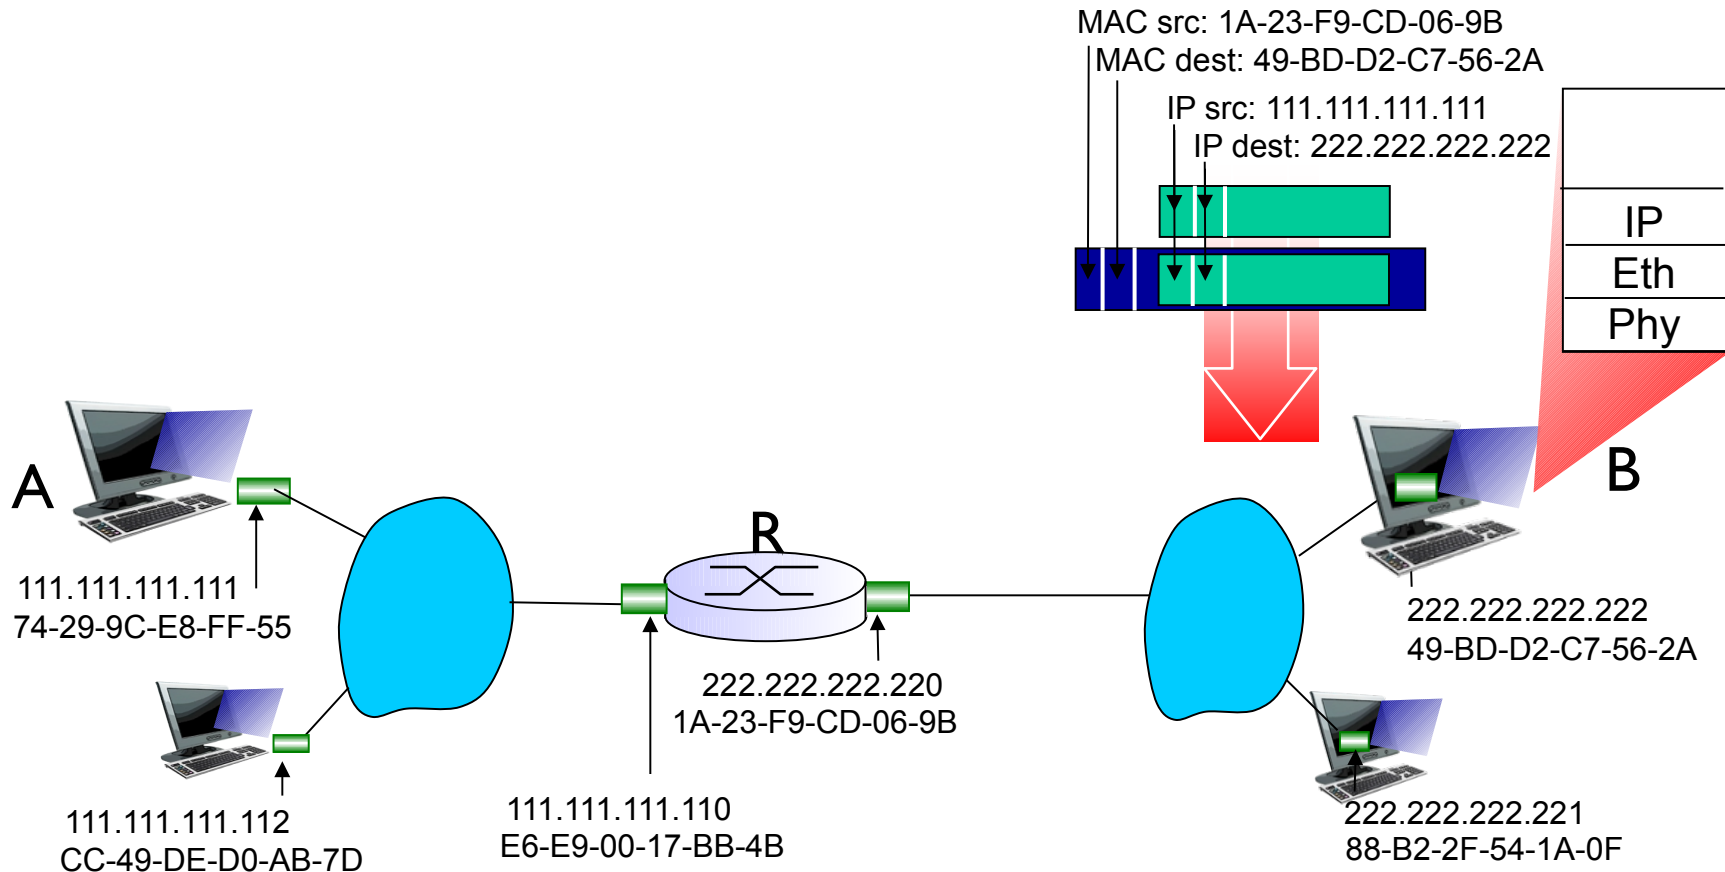 MAC src: 1A-23-F9-CD-06-9B
MAC dest: 49-BD-D2-C7-56-2A
IP src: 111.111.111.111
IP dest: 222.222.222.222
IP
Eth
Phy
A
B
R
111.111.111.111
74-29-9C-E8-FF-55
222.222.222.222
49-BD-D2-C7-56-2A
222.222.222.220
1A-23-F9-CD-06-9B
111.111.111.112
CC-49-DE-D0-AB-7D
111.111.111.110
E6-E9-00-17-BB-4B
222.222.222.221
88-B2-2F-54-1A-0F